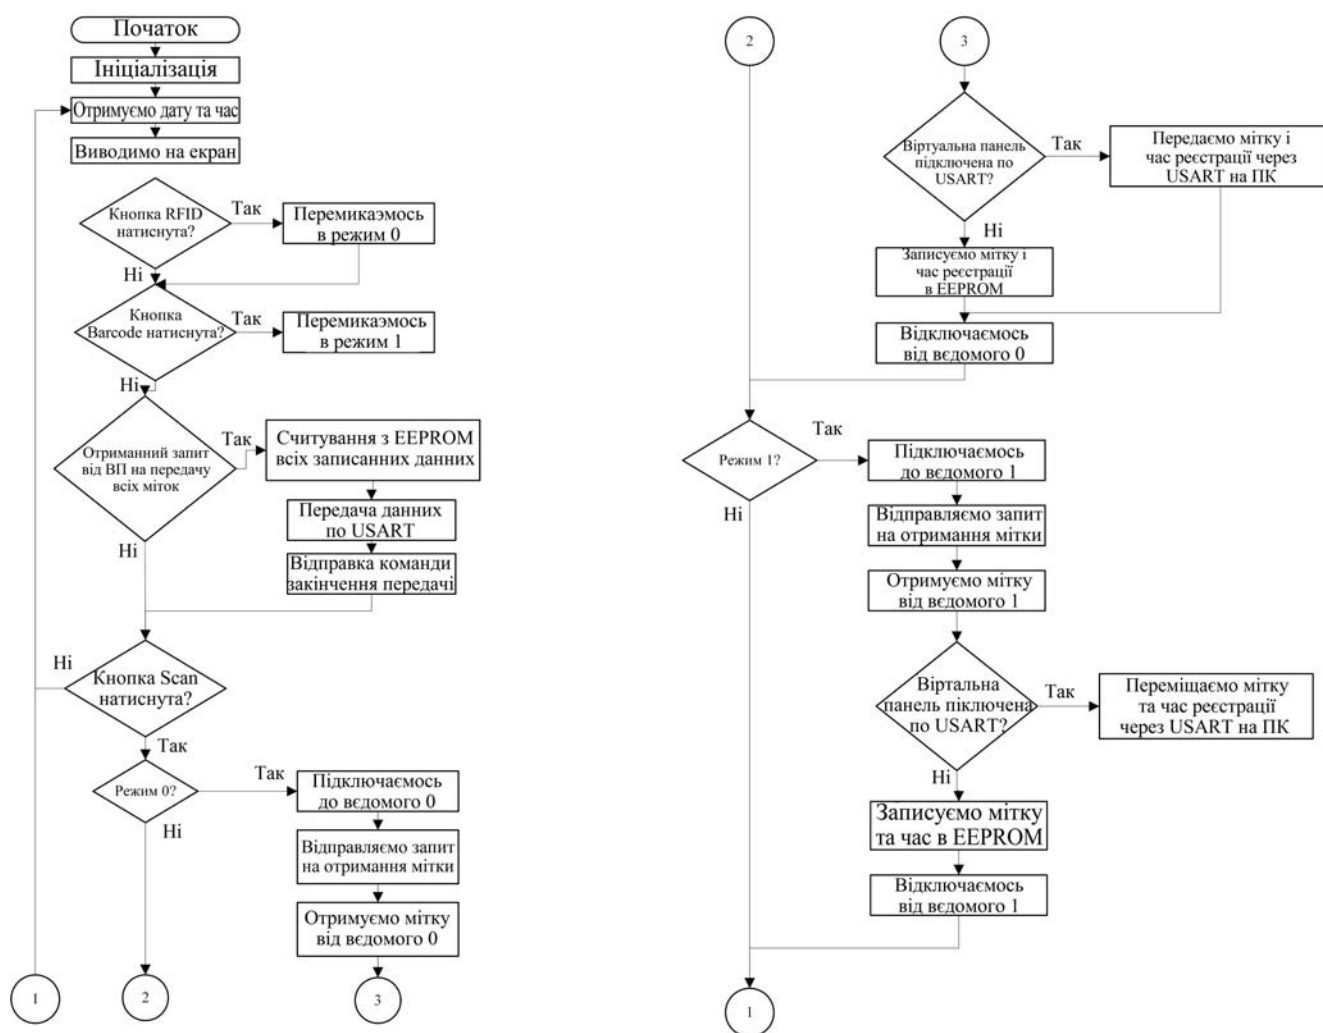 Початок
Ініціалізація
Отримуємо дату та час
Виводимо на екран
Кнопка RFID
натиснута?
Так
Перемикаэмось
в режим 0
Ні
Кнопка
Barcode натиснута?
Так
Перемикаэмось
в режим 1
Ні
Отриманний запит
від ВП на передачу
всіх міток
Так
Считування з EEPROM
всіх записанних данних
Передача данних
по USART
Відправка команди
закінчення передачі
Ні
Кнопка Scan
натиснута?
Ні
Так
Режим 0?
Так
Підключаємось
до вєдомого 0
Відправляємо запит
на отримання мітки
Отримуємо мітку
від вєдомого 0
Ні
1
2
3
2
3
Віртуальна панель
підключена по
USART?
Так
Передаємо мітку і
час реєстрації через
USART на ПК
Ні
Записуємо мітку і
час реєстрації
в EEPROM
Відключаємось
від вєдомого 0
Режим 1?
Так
Підключаємось
до вєдомого 1
Ні
Відправляємо запит
на отримання мітки
Отримуємо мітку
від вєдомого 1
Віртальна
панель піключена
по USART?
Так
Переміщаємо мітку
та час реєстрації
через USART на ПК
Ні
Записуємо мітку
та час в EEPROM
Відключаємось
від вєдомого 1
1